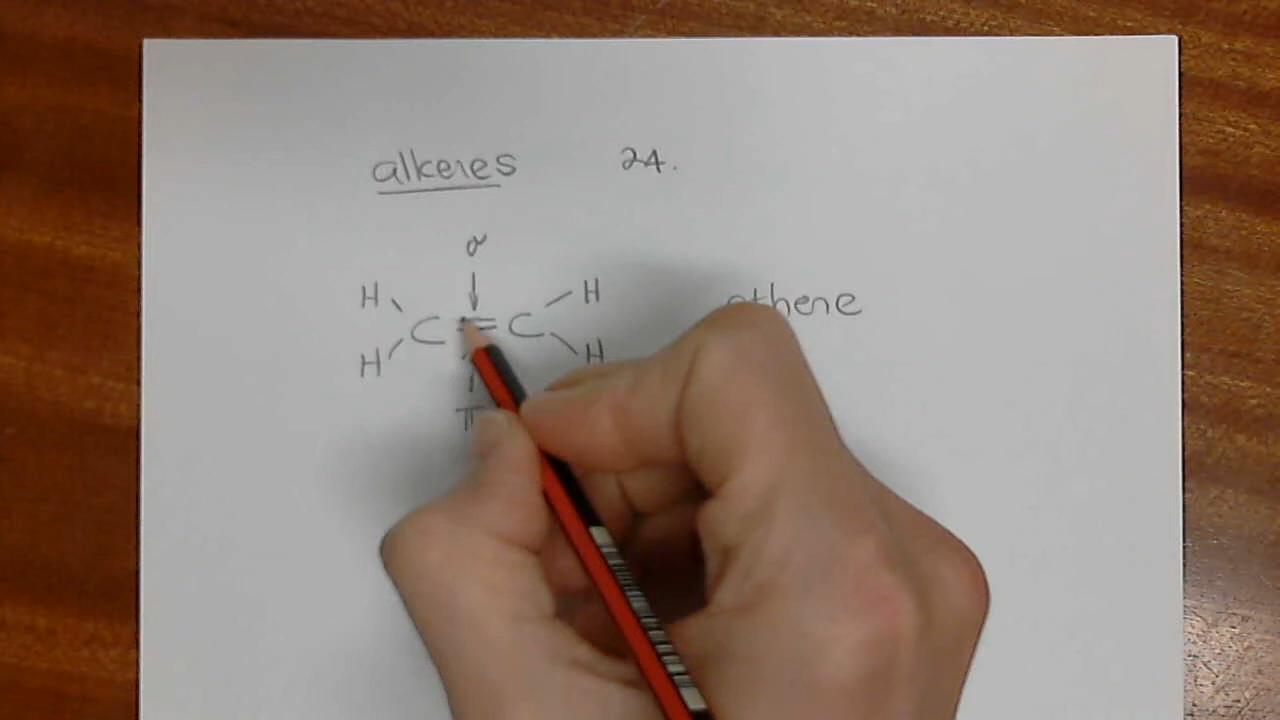 alkenes 24.
σ
H H
C = C ethene
H H
π